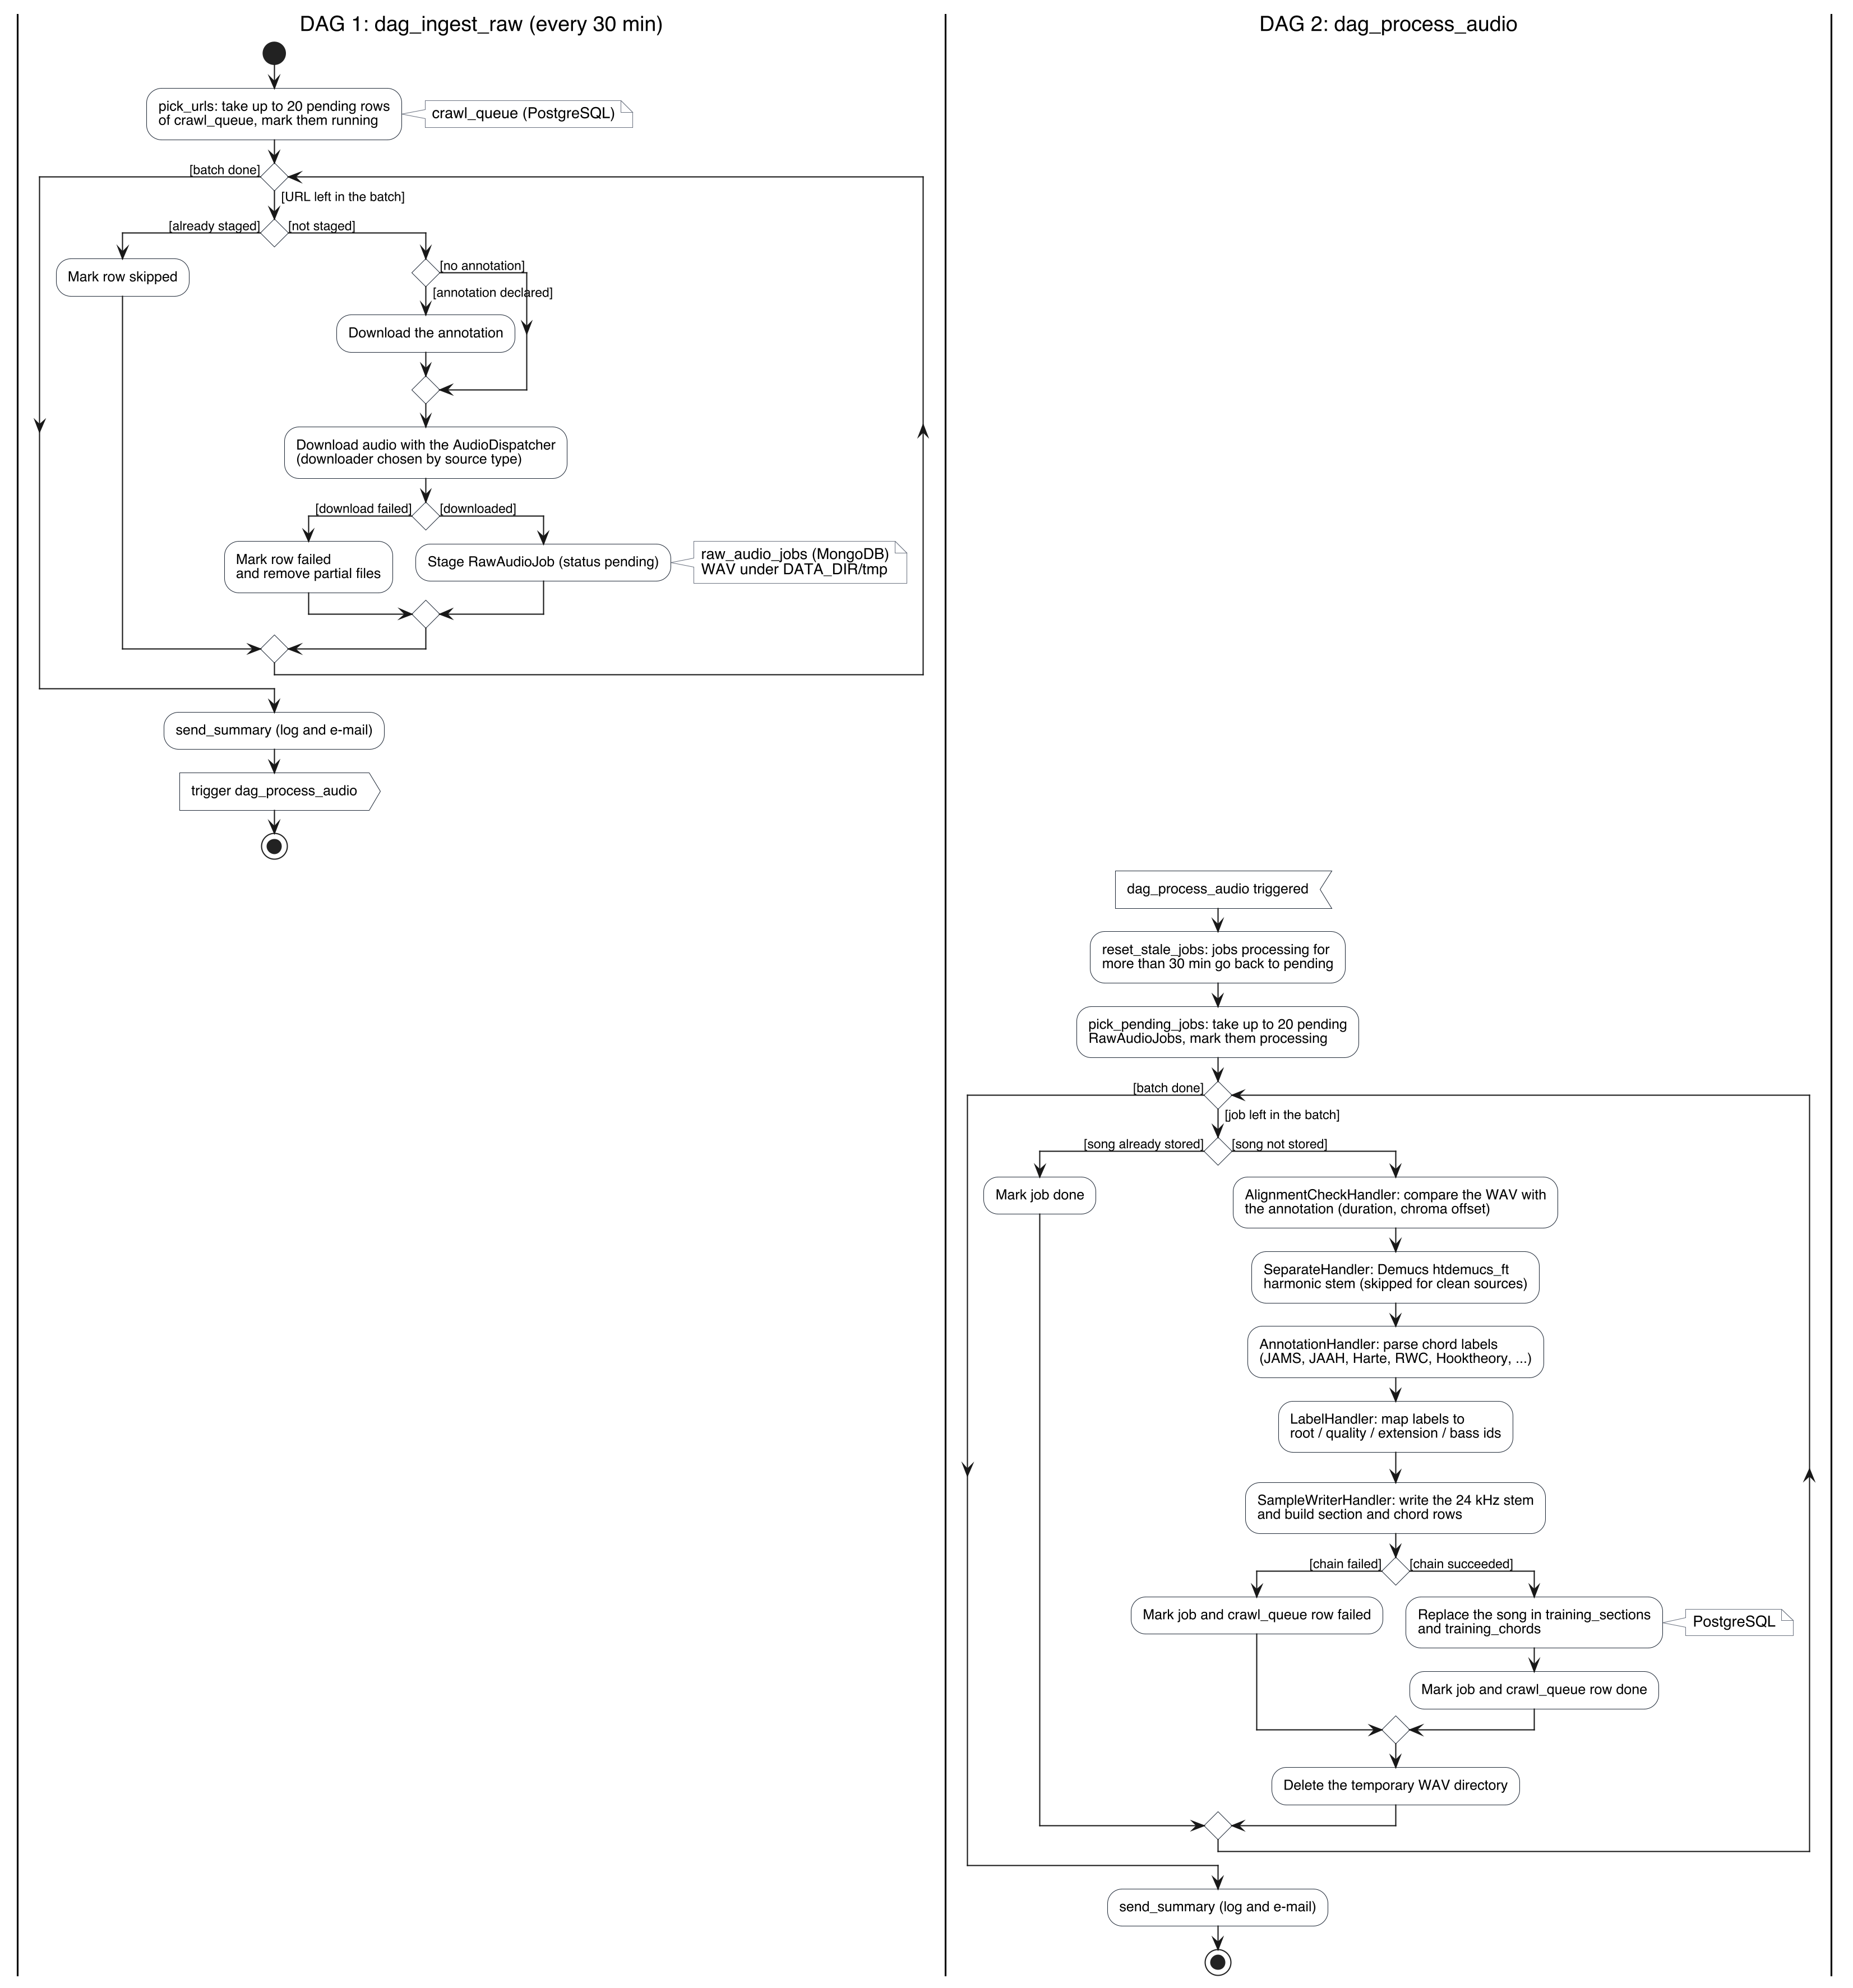 DAG 1: dag_ingest_raw (every 30 min)
DAG 2: dag_process_audio
pick_urls: take up to 20 pending rows
of crawl_queue, mark them running
crawl_queue (PostgreSQL)
[batch done]
[URL left in the batch]
[already staged]
[not staged]
Mark row skipped
[no annotation]
[annotation declared]
Download the annotation
Download audio with the AudioDispatcher
(downloader chosen by source type)
[download failed]
[downloaded]
Mark row failed
and remove partial files
Stage RawAudioJob (status pending)
raw_audio_jobs (MongoDB)
WAV under DATA_DIR/tmp
send_summary (log and e-mail)
trigger dag_process_audio
dag_process_audio triggered
reset_stale_jobs: jobs processing for
more than 30 min go back to pending
pick_pending_jobs: take up to 20 pending
RawAudioJobs, mark them processing
[batch done]
[job left in the batch]
[song already stored]
[song not stored]
Mark job done
AlignmentCheckHandler: compare the WAV with
the annotation (duration, chroma offset)
SeparateHandler: Demucs htdemucs_ft
harmonic stem (skipped for clean sources)
AnnotationHandler: parse chord labels
(JAMS, JAAH, Harte, RWC, Hooktheory, ...)
LabelHandler: map labels to
root / quality / extension / bass ids
SampleWriterHandler: write the 24 kHz stem
and build section and chord rows
[chain failed]
[chain succeeded]
Mark job and crawl_queue row failed
Replace the song in training_sections
and training_chords
PostgreSQL
Mark job and crawl_queue row done
Delete the temporary WAV directory
send_summary (log and e-mail)